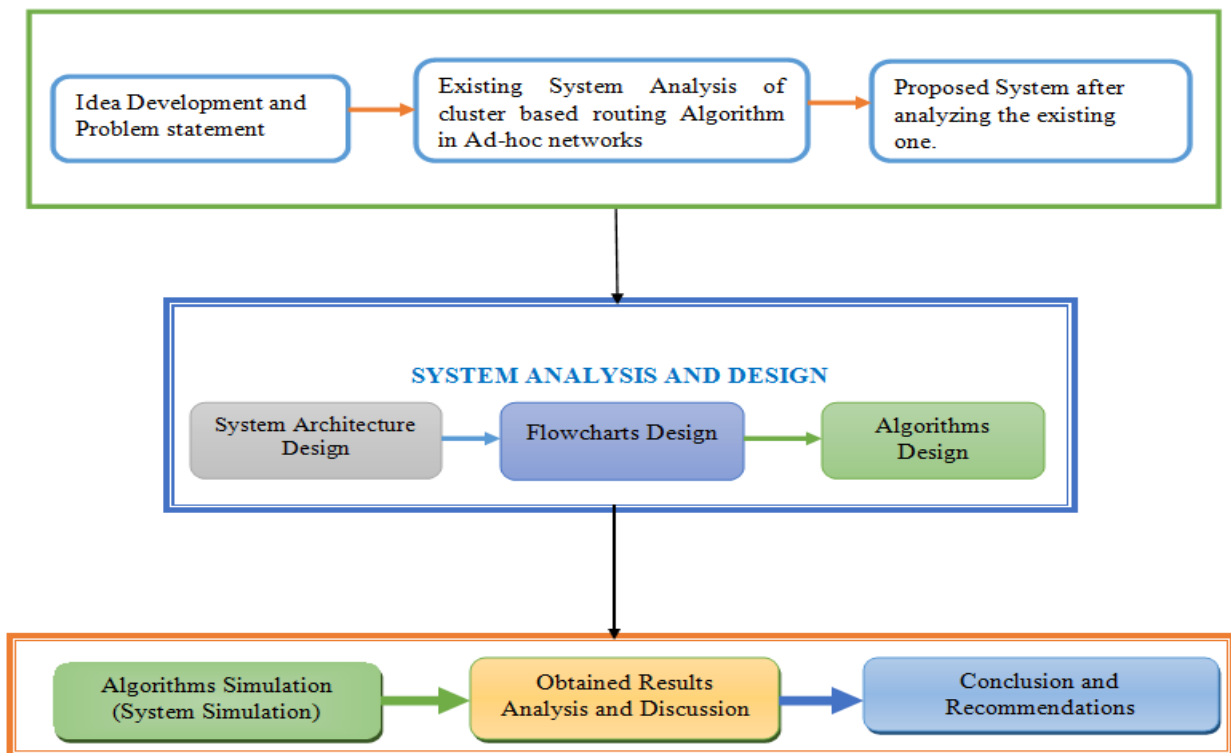 Idea Development and
Problem statement
Existing System Analysis of
cluster based routing Algorithm
in Ad-hoc networks
Proposed System after
analyzing the existing
one.
SYSTEM ANALYSIS AND DESIGN
System Architecture
Design
Flowcharts Design
Algorithms
Design
Algorithms Simulation
(System Simulation)
Obtained Results
Analysis and Discussion
Conclusion and
Recommendations